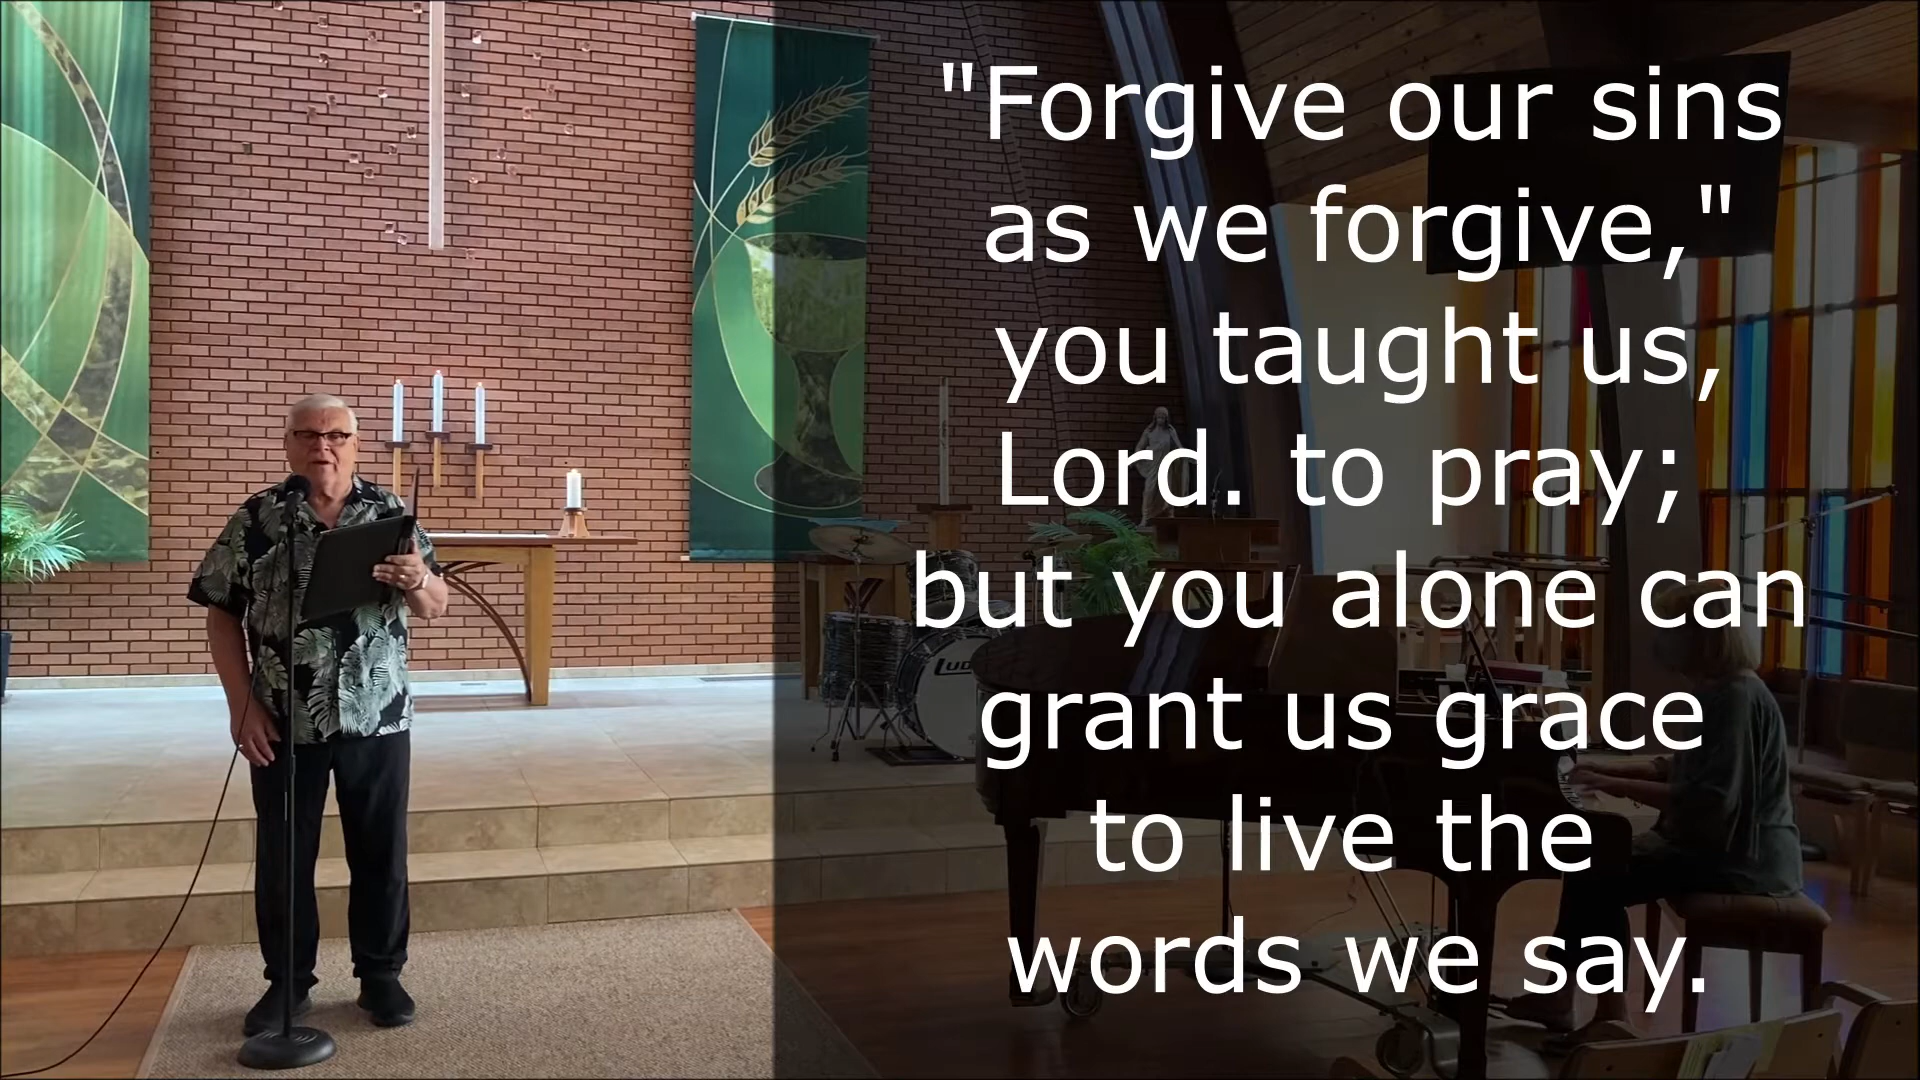 "Forgive our sins
as we forgive,"
you taught us,
Lord. to pray;
but you alone can
grant us grace
to live the
words we say.